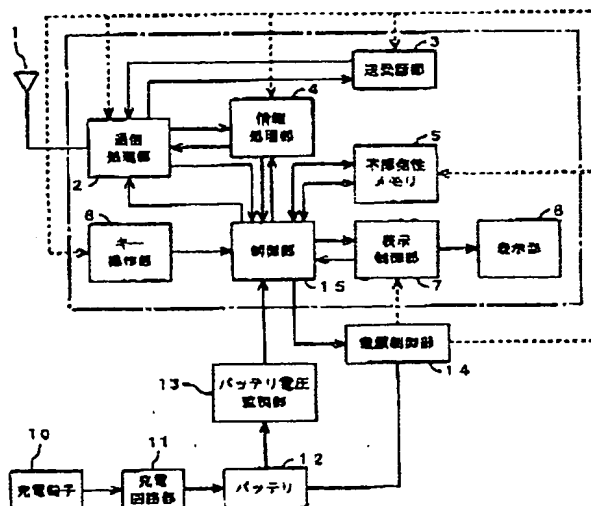 1
3
送受話部
4
情報
処理部
通信
処理部
2
5
不揮発性
メモリ
6
キー
操作部
制御部
15
表示
制御部
7
8
表示部
電源制御部
14
13
バッテリ電圧
監視部
10
充電端子
11
充電
回路部
12
バッテリ